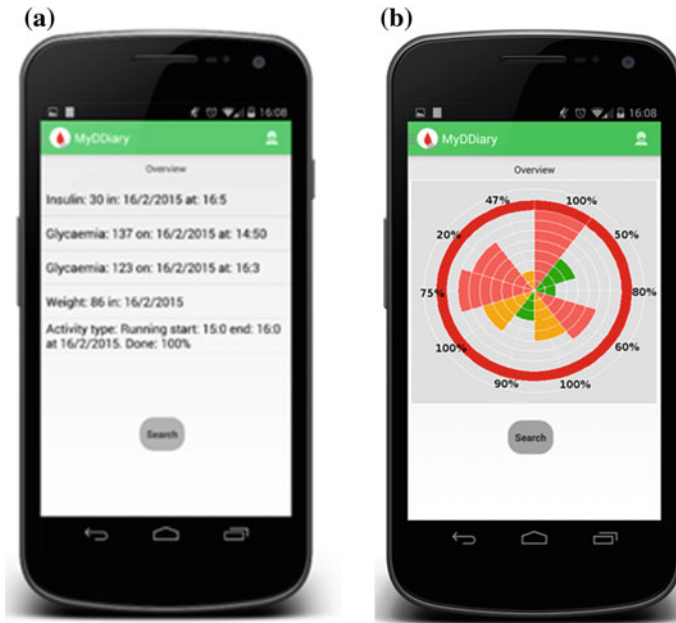 (a)
(b)
16:08
MyDDiary
Overview
Insulin: 30 in: 16/2/2015 at: 16:5
Glycaemia: 137 on: 16/2/2015 at: 14:50
Glycaemia: 123 on: 16/2/2015 at: 16:3
Weight: 86 in: 16/2/2015
Activity type: Running start: 15:0 end: 16:0
at 16/2/2015. Done: 100%
Search
16:08
MyDDiary
Overview
47%
100%
20%
50%
75%
80%
100%
60%
90%
100%
Search